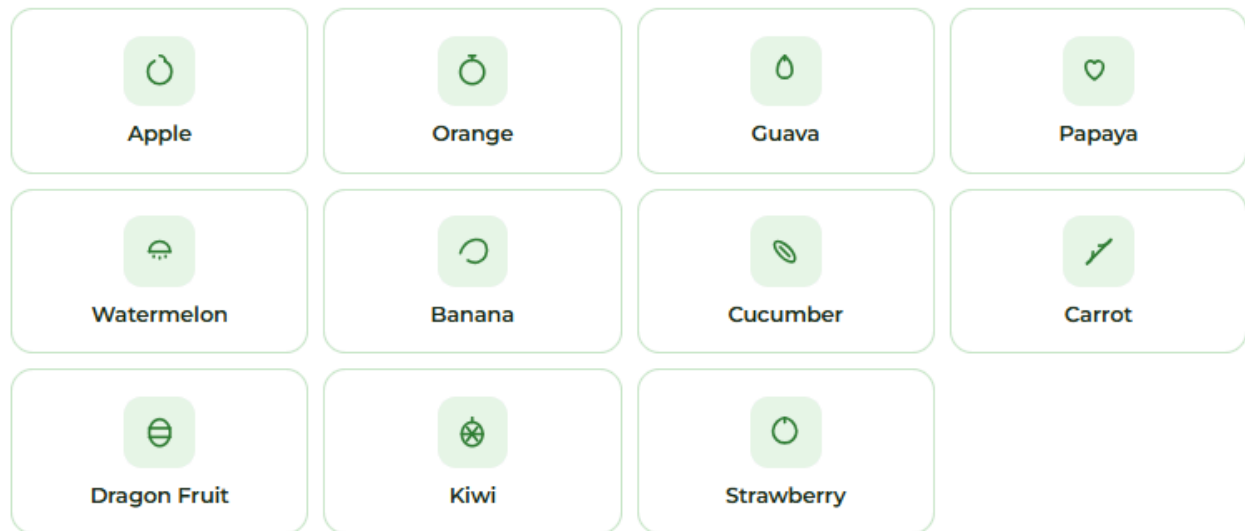 Apple
Orange
Guava
Papaya
Watermelon
Banana
Cucumber
Carrot
Dragon Fruit
Kiwi
Strawberry